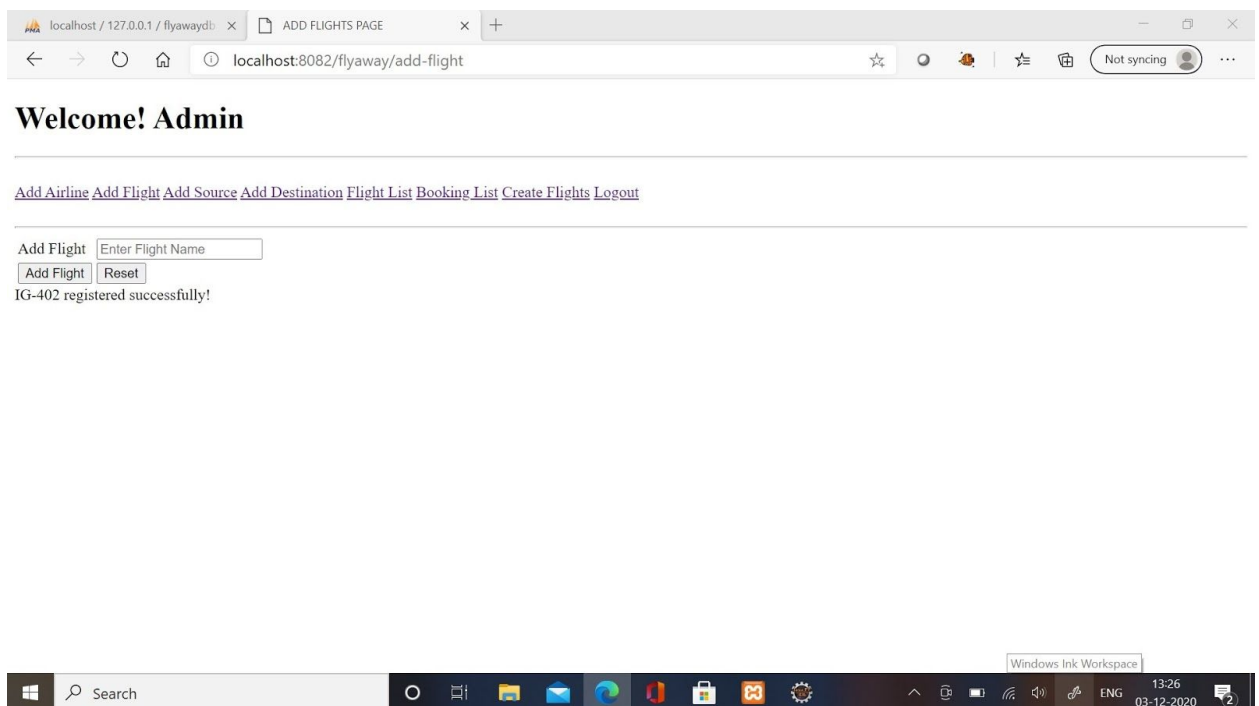 localhost / 127.0.0.1 / flyawaydb
ADD FLIGHTS PAGE
localhost:8082/flyaway/add-flight
Not syncing
Welcome! Admin
Add Airline Add Flight Add Source Add Destination Flight List Booking List Create Flights Logout
Add Flight Enter Flight Name
Add Flight Reset
IG-402 registered successfully!
Windows Ink Workspace
Search
ENG
13:26
03-12-2020
2